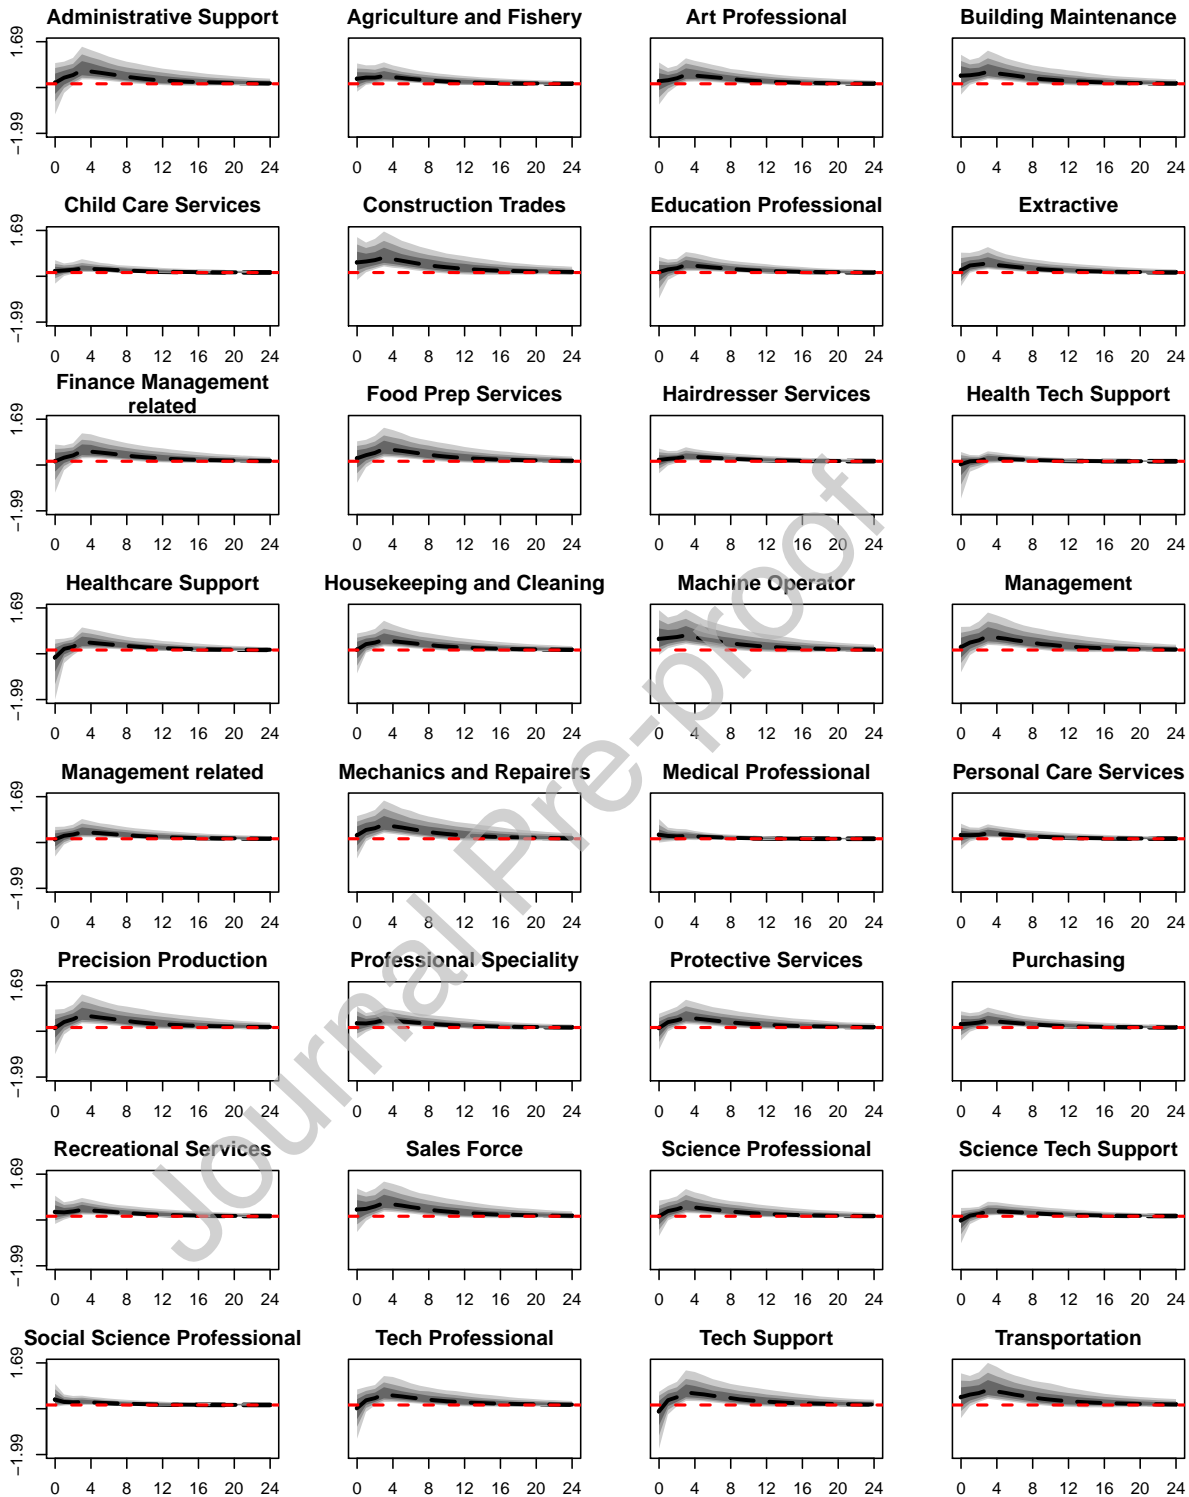 Administrative Support Agriculture and Fishery Art Professional Building Maintenance
1.69
−1.99
0 4 8 12 16 20 24 0 4 8 12 16 20 24 0 4 8 12 16 20 24 0 4 8 12 16 20 24
Child Care Services Construction Trades Education Professional Extractive
1.69
−1.99
0 4 8 12 16 20 24 0 4 8 12 16 20 24 0 4 8 12 16 20 24 0 4 8 12 16 20 24
Finance Management
related Food Prep Services Hairdresser Services Health Tech Support
1.69
−1.99
0 4 8 12 16 20 24 0 4 8 12 16 20 24 0 4 8 12 16 20 24 0 4 8 12 16 20 24
Healthcare Support Housekeeping and Cleaning Machine Operator Management
1.69
−1.99
0 4 8 12 16 20 24 0 4 8 12 16 20 24 0 4 8 12 16 20 24 0 4 8 12 16 20 24
Management related Mechanics and Repairers Medical Professional Personal Care Services
1.69
−1.99
0 4 8 12 16 20 24 0 4 8 12 16 20 24 0 4 8 12 16 20 24 0 4 8 12 16 20 24
Precision Production Professional Speciality Protective Services Purchasing
1.69
−1.99
0 4 8 12 16 20 24 0 4 8 12 16 20 24 0 4 8 12 16 20 24 0 4 8 12 16 20 24
Recreational Services Sales Force Science Professional Science Tech Support
1.69
−1.99
0 4 8 12 16 20 24 0 4 8 12 16 20 24 0 4 8 12 16 20 24 0 4 8 12 16 20 24
Social Science Professional Tech Professional Tech Support Transportation
1.69
−1.99
0 4 8 12 16 20 24 0 4 8 12 16 20 24 0 4 8 12 16 20 24 0 4 8 12 16 20 24
Journal Pre-proof